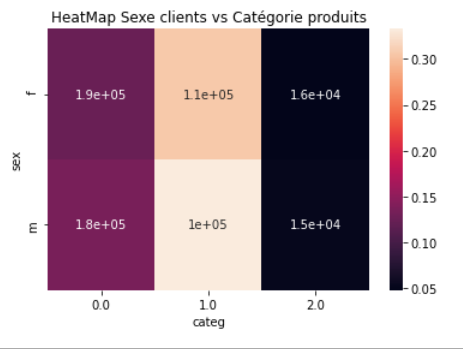 HeatMap Sexe clients vs Catégorie produits
f
1.9e+05 1.1e+05 1.6e+04
sex
m
1.8e+05 1e+05 1.5e+04
0.0 1.0 2.0
categ
0.30
0.25
0.20
0.15
0.10
0.05